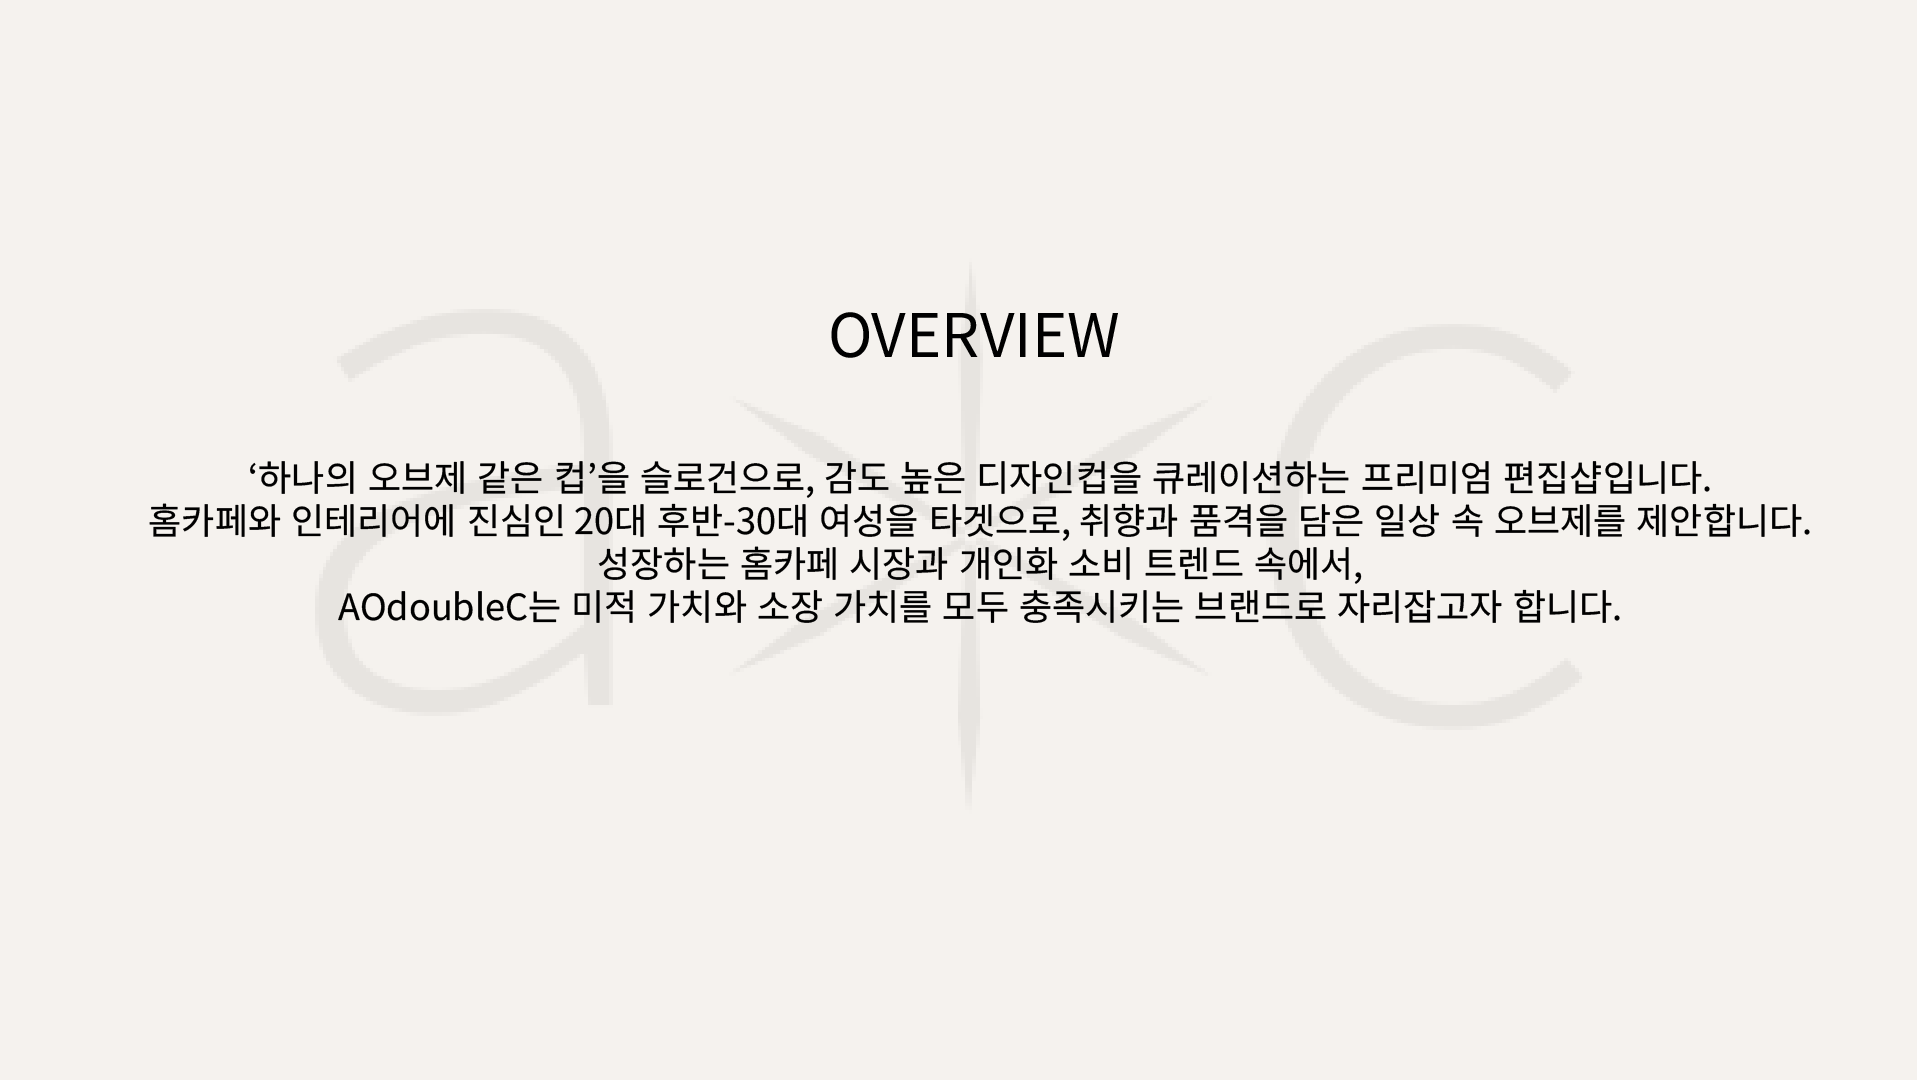 OVERVIEW
‘하나의 오브제 같은 컵’을 슬로건으로, 감도 높은 디자인컵을 큐레이션하는 프리미엄 편집샵입니다.
홈카페와 인테리어에 진심인 20대 후반-30대 여성을 타겟으로, 취향과 품격을 담은 일상 속 오브제를 제안합니다.
성장하는 홈카페 시장과 개인화 소비 트렌드 속에서,
AOdoubleC는 미적 가치와 소장 가치를 모두 충족시키는 브랜드로 자리잡고자 합니다.
a*c